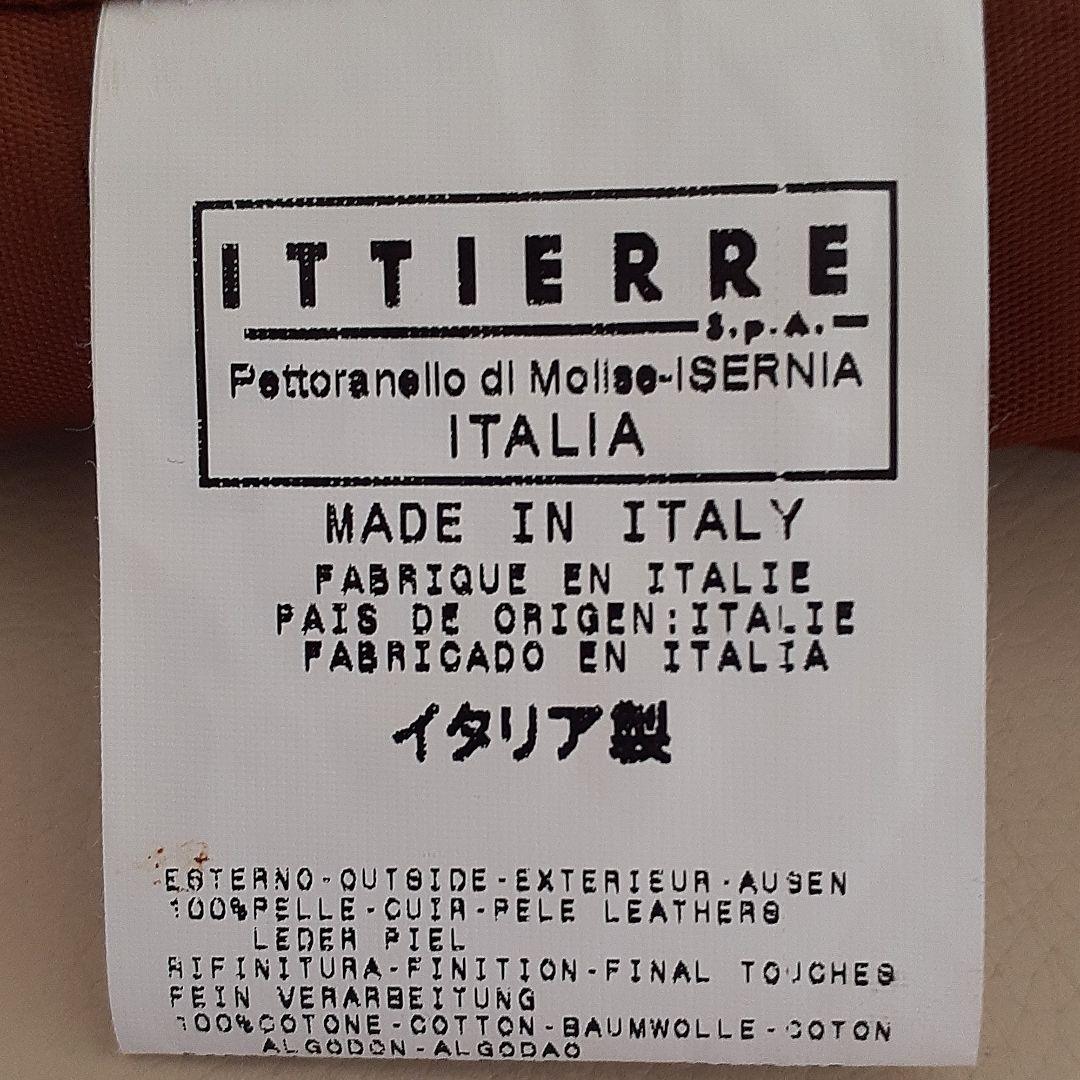 ITTIERRE
S.p.A.
Pettoranello di Molise-ISERNIA
ITALIA
MADE IN ITALY
FABRIQUE EN ITALIE
PAIS DE ORIGEN:ITALIE
FABRICADO EN ITALIA
イタリア製
ESTERNO-OUTSIDE-EXTERIEUR-AUSEN
100%PELLE-CUIR-PELE LEATHERS
LEDER PIEL
RIFINITURA-FINITION-FINAL TOUCHES
FEIN VERARBEITUNG
100%COTONE-COTTON-BAUMWOLLE-COTON
ALGODON-ALGODAO